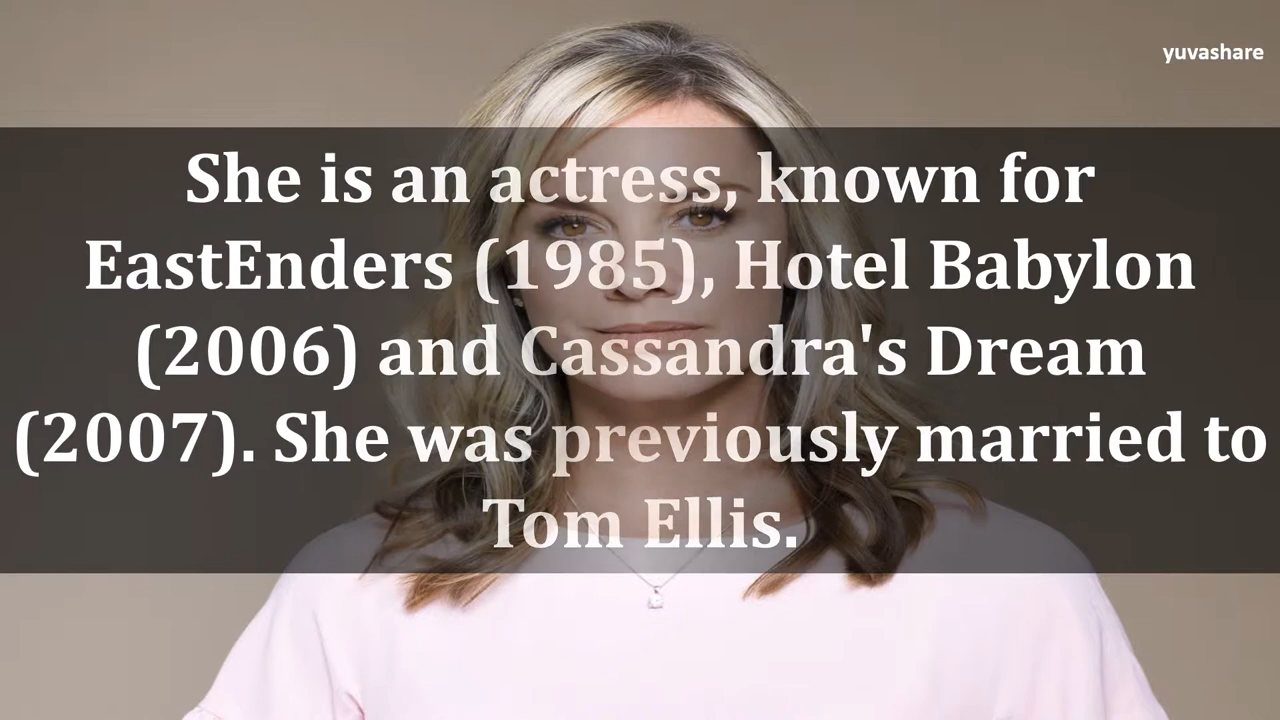 yuvashare
She is an actress, known for
EastEnders (1985), Hotel Babylon
(2006) and Cassandra's Dream
(2007). She was previously married to
Tom Ellis.